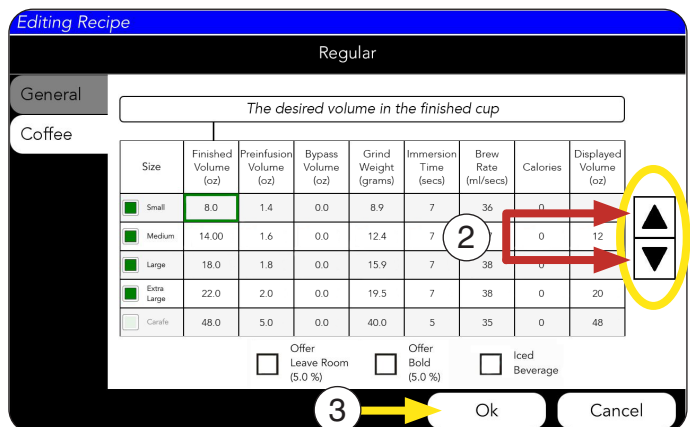 Editing Recipe
Regular
General
Coffee
The desired volume in the finished cup
Size
Finished
Volume
(oz)
Preinfusion
Volume
(oz)
Bypass
Volume
(oz)
Grind
Weight
(grams)
Immersion
Time
(secs)
Brew
Rate
(ml/secs)
Calories
Displayed
Volume
(oz)
Small 8.0 1.4 0.0 8.9 7 36 0
Medium 14.00 1.6 0.0 12.4 7 0 12
Large 18.0 1.8 0.0 15.9 7 38
Extra
Large
22.0 2.0 0.0 19.5 7 38 0 20
Carafe 48.0 5.0 0.0 40.0 5 35 0 48
2
Offer
Leave Room
(5.0 %)
Offer
Bold
(5.0 %)
Iced
Beverage
3
Ok
Cancel